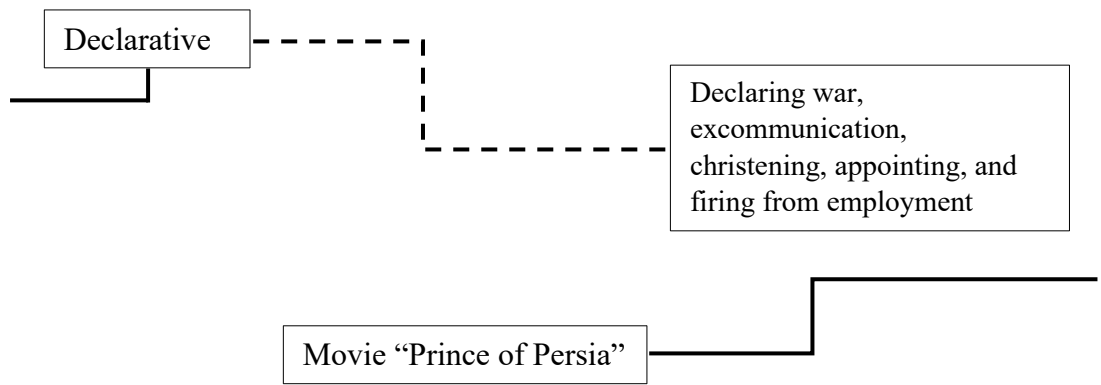 Declarative
Declaring war,
excommunication,
christening, appointing, and
firing from employment
Movie “Prince of Persia”